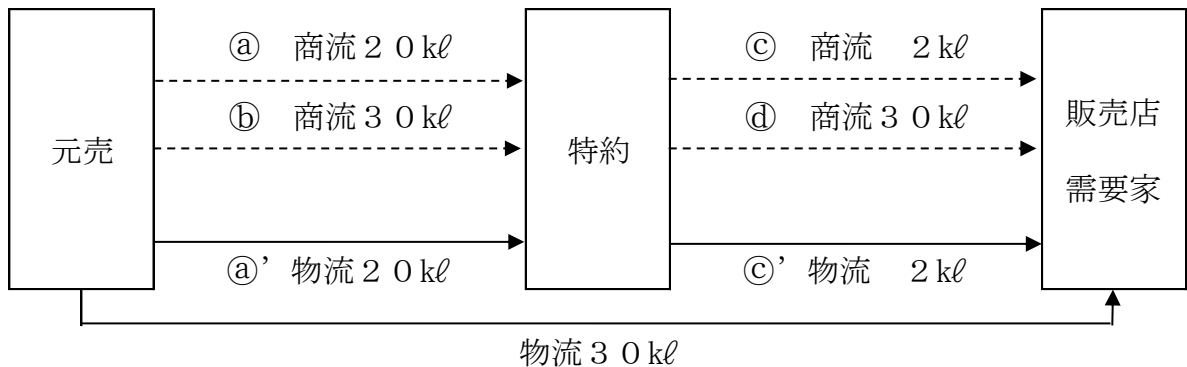 ⓐ 商流２０㎘
ⓒ 商流 ２㎘
ⓑ 商流３０㎘
ⓓ 商流３０㎘
元売
特約
販売店
需要家
ⓐ’物流２０㎘
ⓒ’物流 ２㎘
物流３０㎘